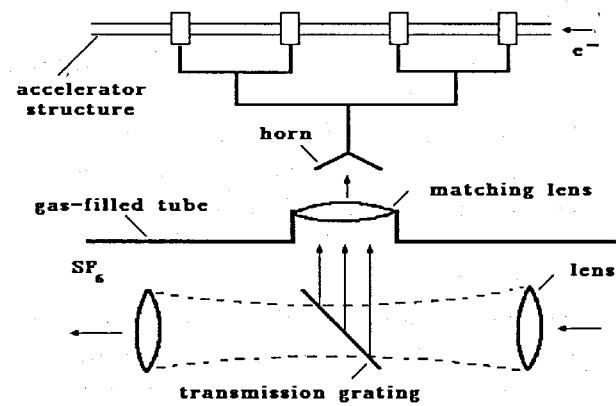 e⁻
accelerator
structure
horn
matching lens
gas-filled tube
SF₆
lens
transmission grating